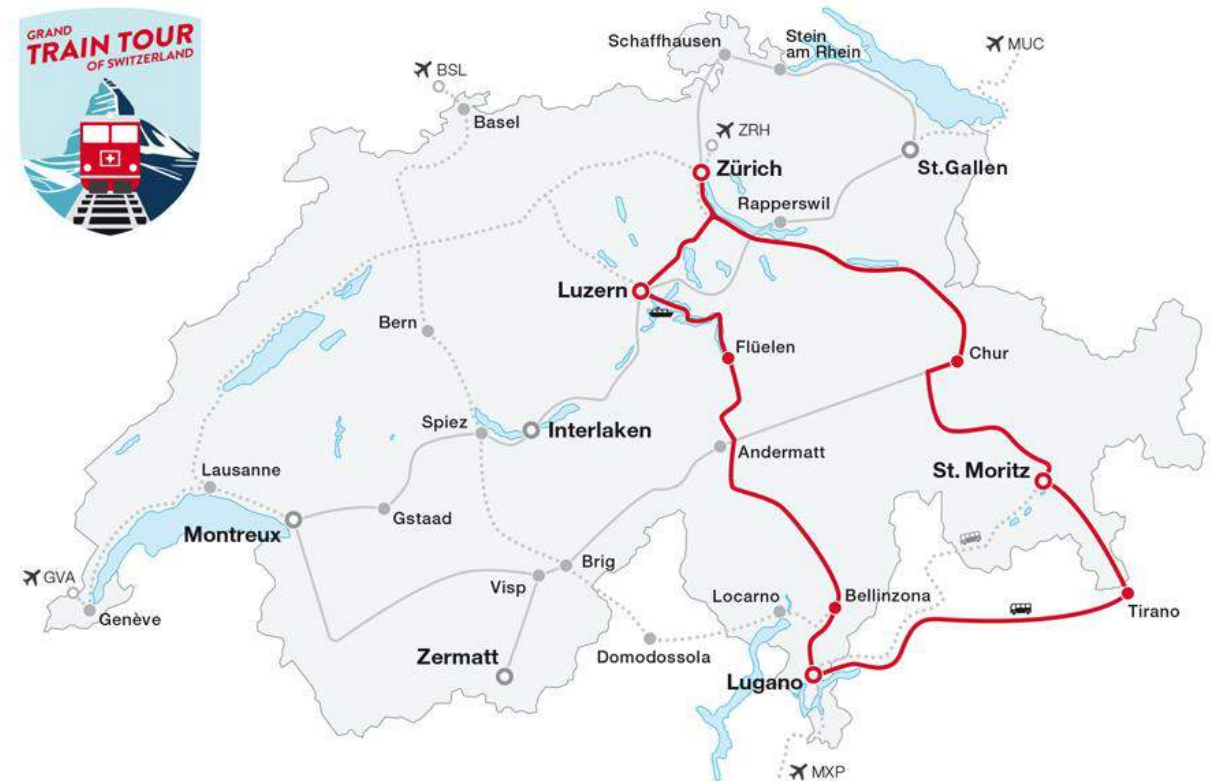 GRAND
TRAIN TOUR
OF SWITZERLAND
MUC
Stein
am Rhein
Schaffhausen
BSL
Basel
ZRH
Zürich
St.Gallen
Rapperswil
Luzern
Bern
Flüelen
Chur
Spiez
Interlaken
Andermatt
Lausanne
St. Moritz
Gstaad
Montreux
Brig
GVA
Visp
Genève
Locarno
Bellinzona
Tirano
Domodossola
Zermatt
Lugano
MXP